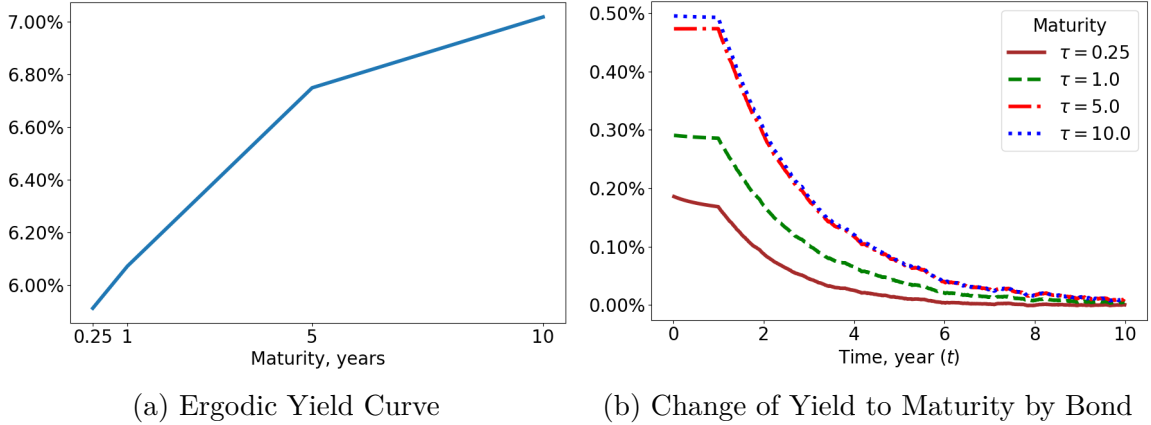 7.00%
6.80%
6.60%
6.40%
6.20%
6.00%
0.25 1 5 10
Maturity, years
(a) Ergodic Yield Curve
0.50%
0.40%
0.30%
0.20%
0.10%
0.00%
Maturity
τ = 0.25
τ = 1.0
τ = 5.0
τ = 10.0
0 2 4 6 8 10
Time, year (t)
(b) Change of Yield to Maturity by Bond